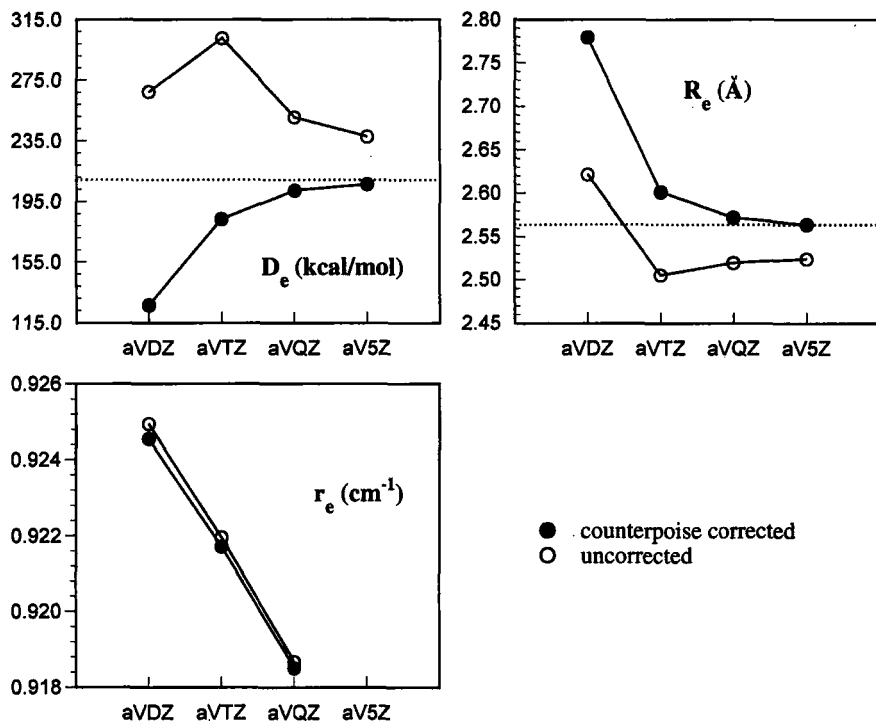 315.0
275.0
235.0
195.0
155.0
115.0
D_e (kcal/mol)
aVDZ aVTZ aVQZ aV5Z
2.80
2.75
2.70
2.65
2.60
2.55
2.50
2.45
R_e (Å)
aVDZ aVTZ aVQZ aV5Z
0.926
0.924
0.922
0.920
0.918
r_e (cm⁻¹)
aVDZ aVTZ aVQZ aV5Z
counterpoise corrected
uncorrected